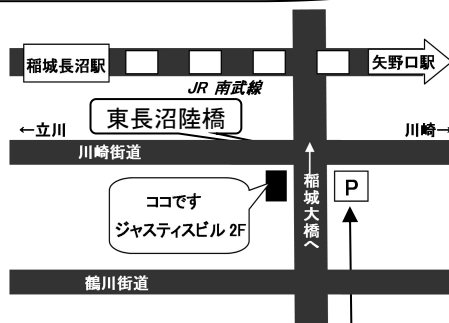 稲城長沼駅
矢野口駅
JR 南武線
東長沼陸橋
←立川
川崎→
川崎街道
稲城大橋へ
P
ココです
ジャスティスビル 2F
鶴川街道